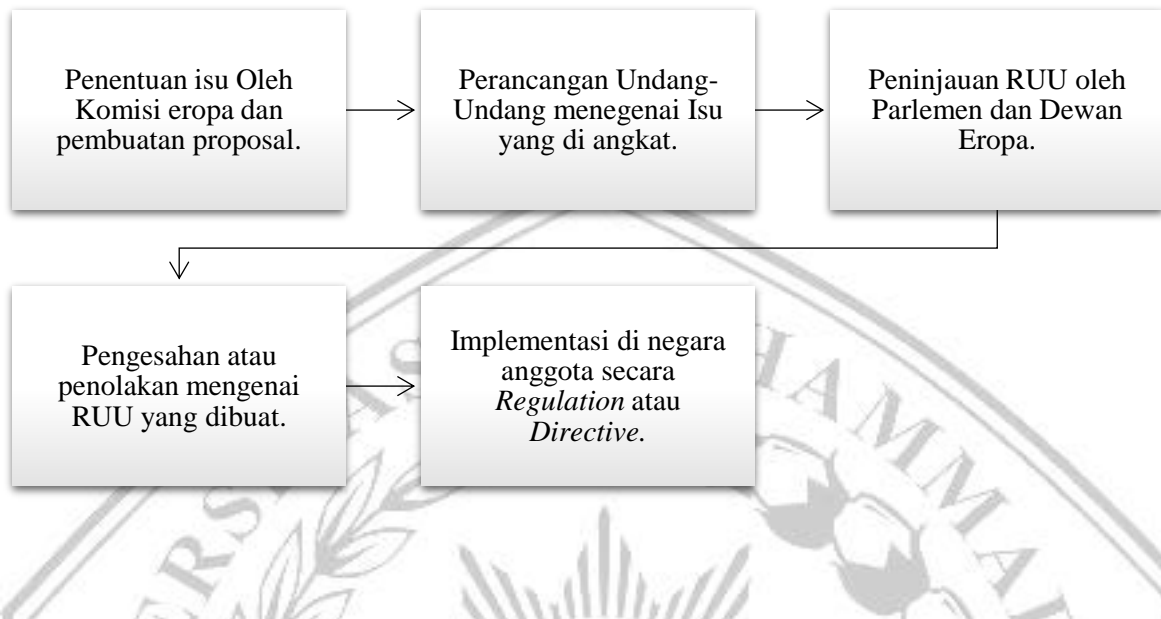 Penentuan isu Oleh
Komisi eropa dan
pembuatan proposal.
Perancangan Undang-
Undang menegenai Isu
yang di angkat.
Peninjauan RUU oleh
Parlemen dan Dewan
Eropa.
Pengesahan atau
penolakan mengenai
RUU yang dibuat.
Implementasi di negara
anggota secara
Regulation atau
Directive.